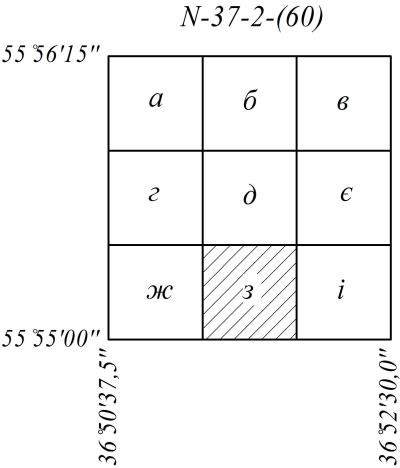 N-37-2-(60)
55°56'15"
а б в
г д є
ж з і
55°55'00"
36°50'37,5"
36°52'30,0"